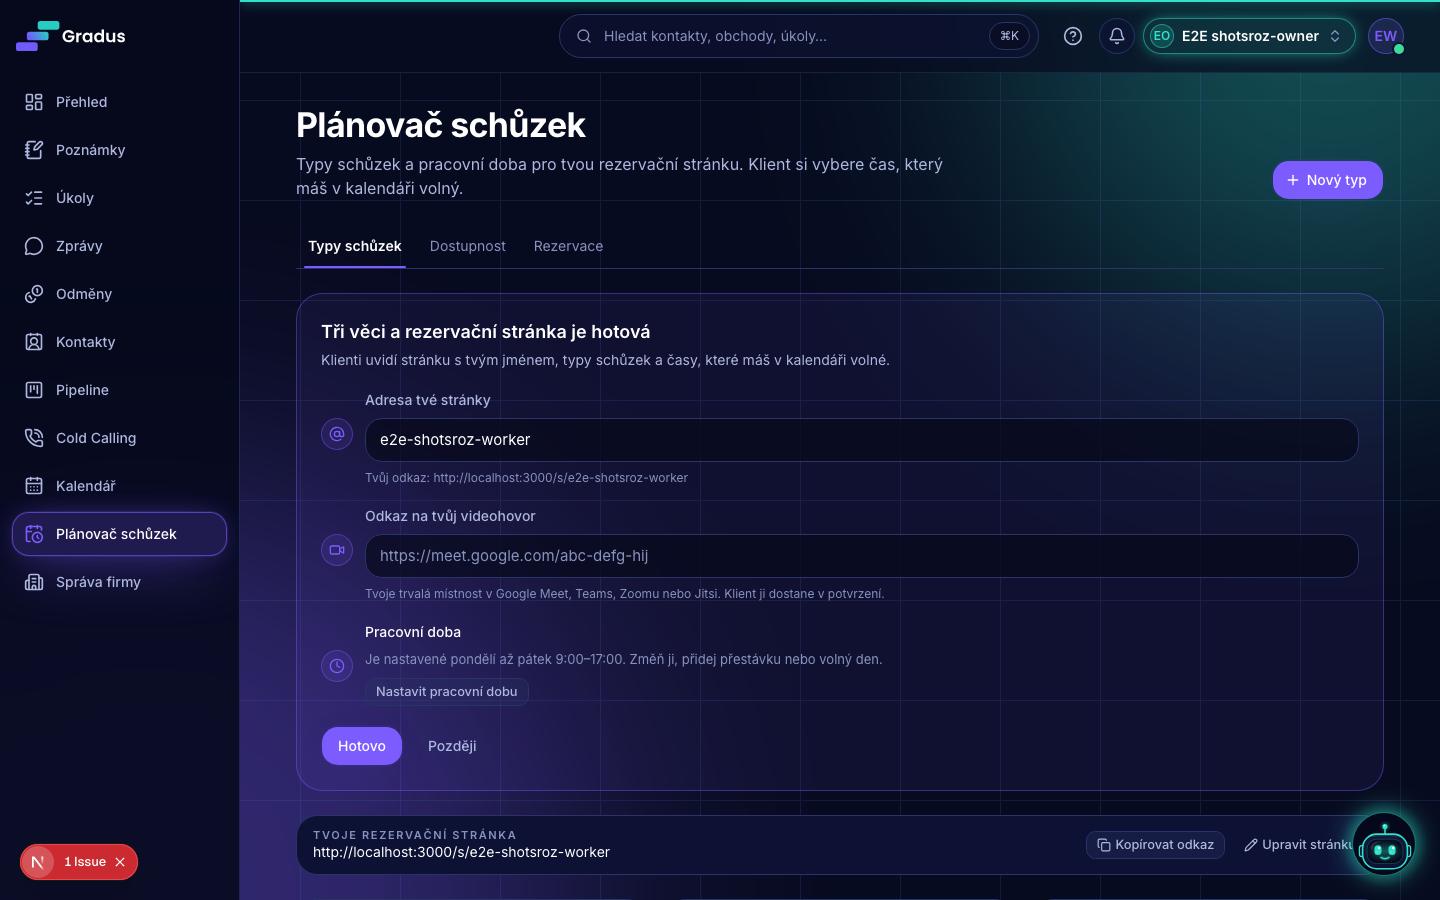 Gradus
Hledat kontakty, obchody, úkoly...
⌘K
EO
E2E shotsroz-owner
EW
Přehled
Poznámky
Úkoly
Zprávy
Odměny
Kontakty
Pipeline
Cold Calling
Kalendář
Plánovač schůzek
Správa firmy
N
1 Issue
Plánovač schůzek
Typy schůzek a pracovní doba pro tvou rezervační stránku. Klient si vybere čas, který
máš v kalendáři volný.
Nový typ
Typy schůzek
Dostupnost
Rezervace
Tři věci a rezervační stránka je hotová
Klienti uvidí stránku s tvým jménem, typy schůzek a časy, které máš v kalendáři volné.
Adresa tvé stránky
e2e-shotsroz-worker
Tvůj odkaz: http://localhost:3000/s/e2e-shotsroz-worker
Odkaz na tvůj videohovor
https://meet.google.com/abc-defg-hij
Tvoje trvalá místnost v Google Meet, Teams, Zoomu nebo Jitsi. Klient ji dostane v potvrzení.
Pracovní doba
Je nastavené pondělí až pátek 9:00–17:00. Změň ji, přidej přestávku nebo volný den.
Nastavit pracovní dobu
Hotovo
Později
TVOJE REZERVAČNÍ STRÁNKA
http://localhost:3000/s/e2e-shotsroz-worker
Kopírovat odkaz
Upravit stránku